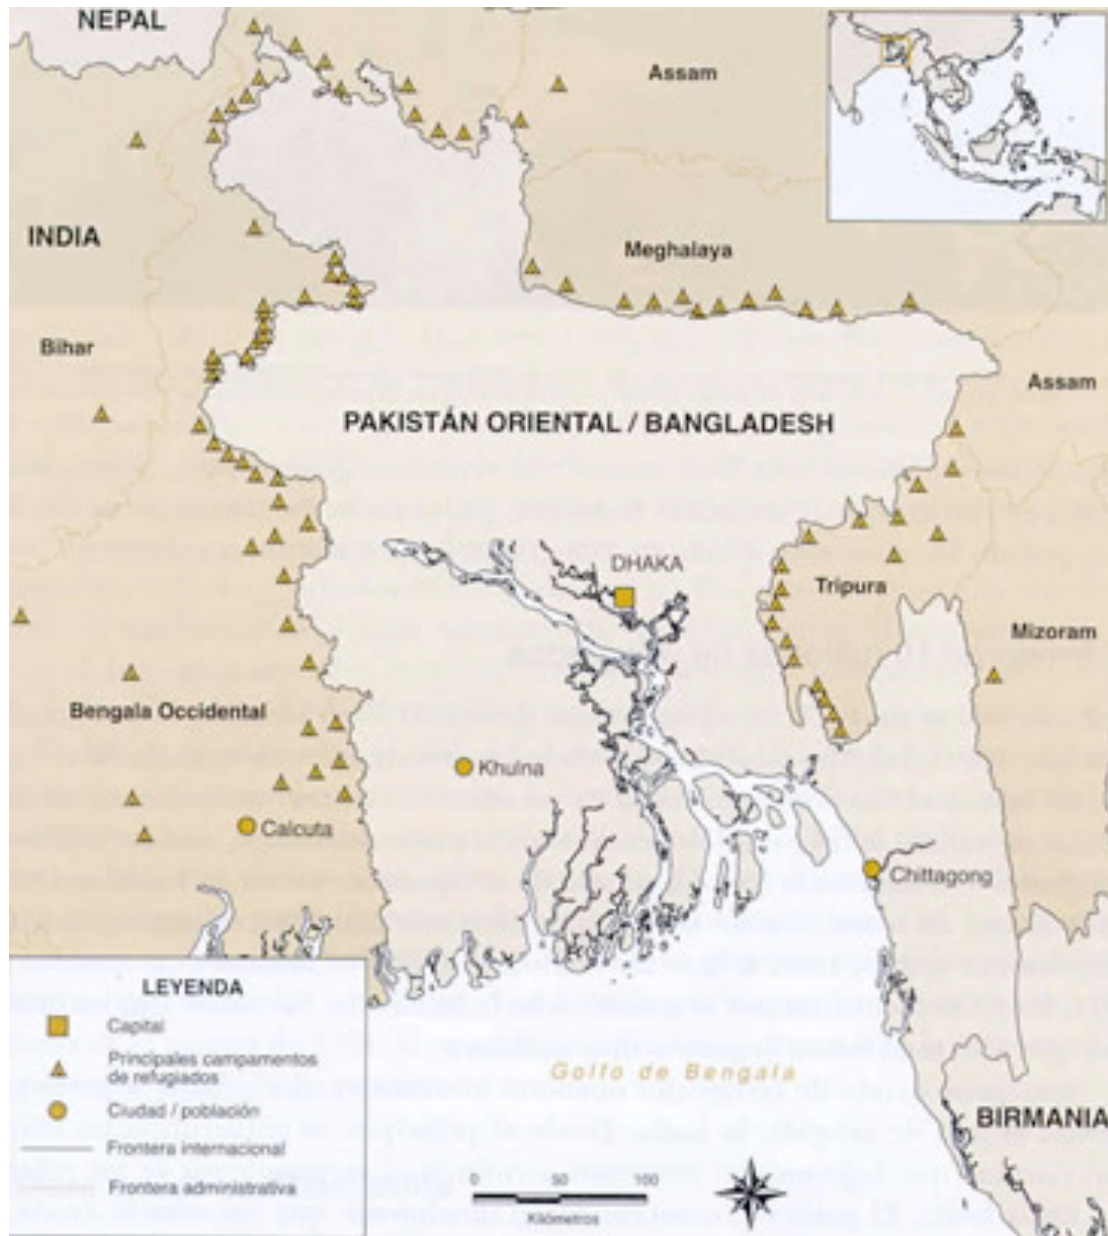 NEPAL
Assam
INDIA
Meghalaya
Bihar
Assam
PAKISTÁN ORIENTAL / BANGLADESH
DHAKA
Tripura
Mizoram
Bengala Occidental
Khulna
Calcuta
Chittagong
LEYENDA
Capital
Principales campamentos
de refugiados
Ciudad / población
Frontera internacional
Frontera administrativa
Golfo de Bengala
BIRMANIA
0 50 100
Kilómetros